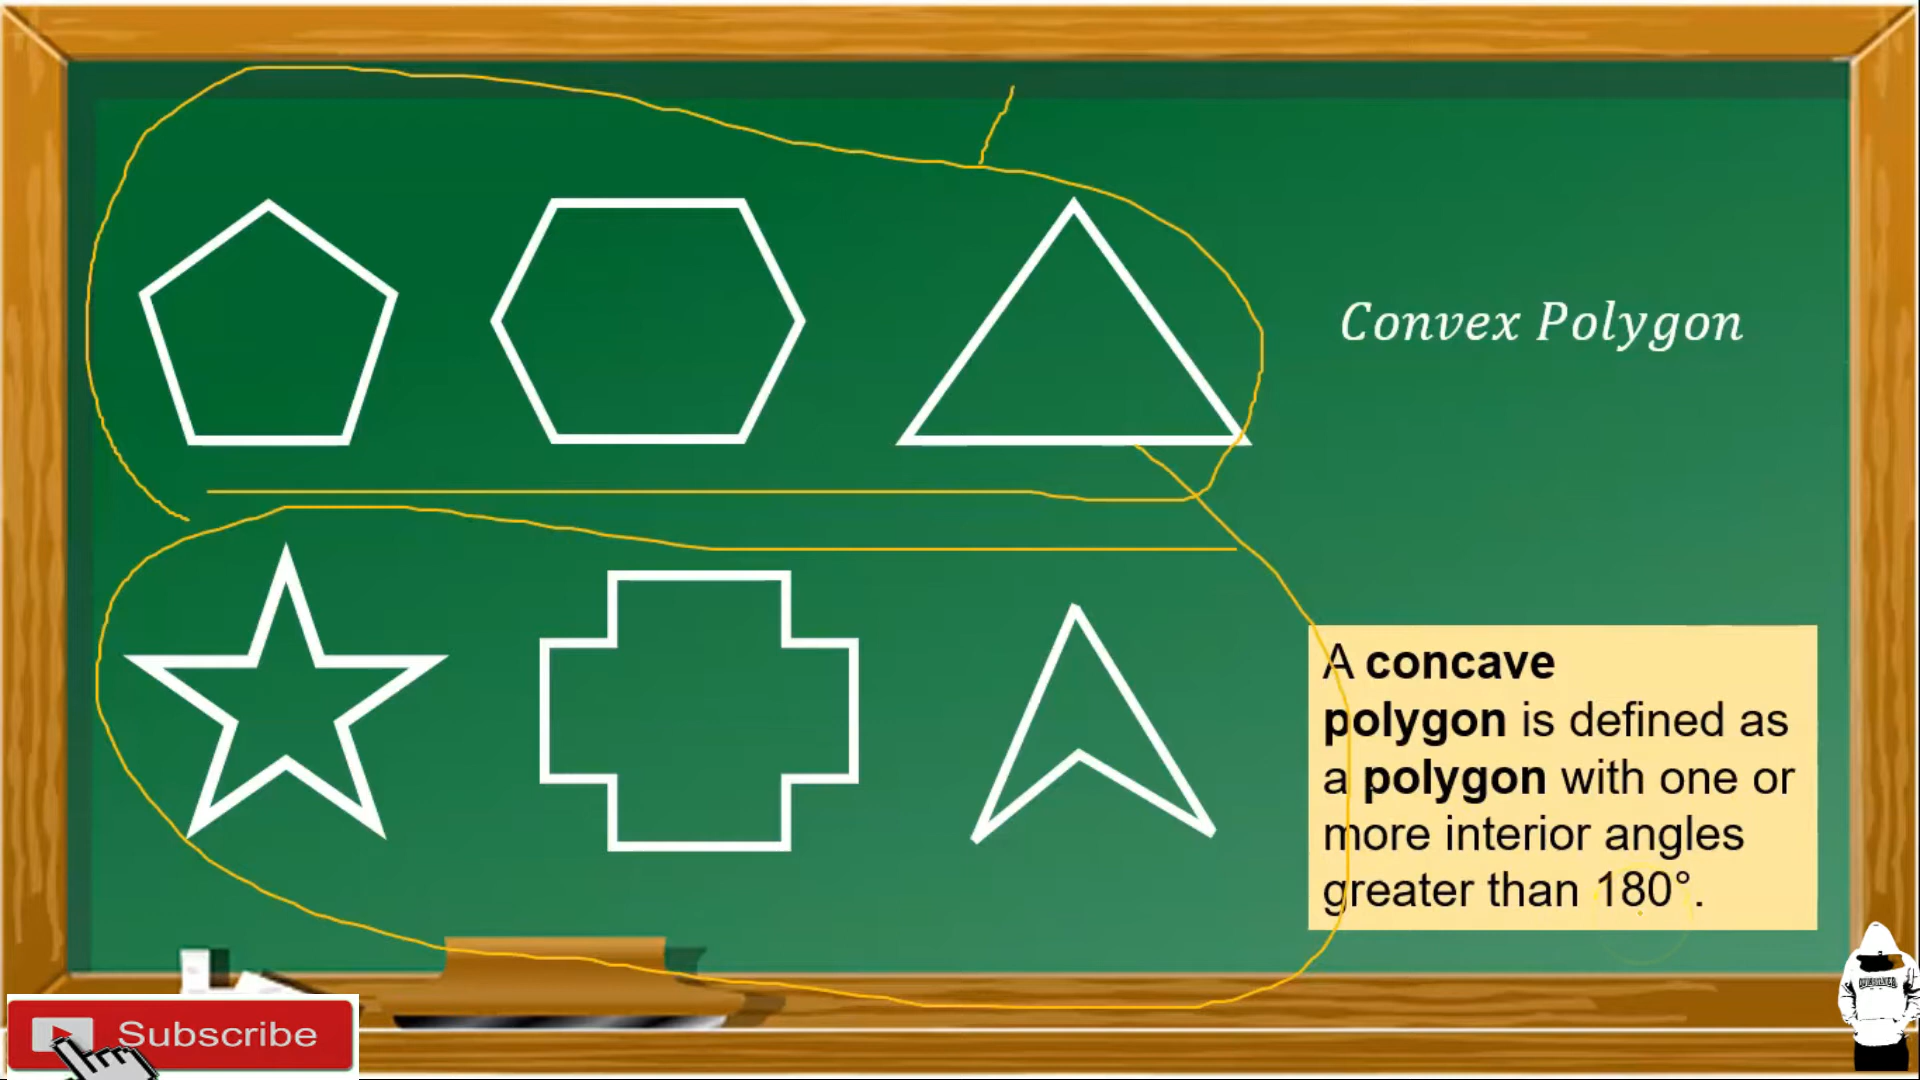 Convex Polygon
A concave
polygon is defined as
a polygon with one or
more interior angles
greater than 180°.
Subscribe